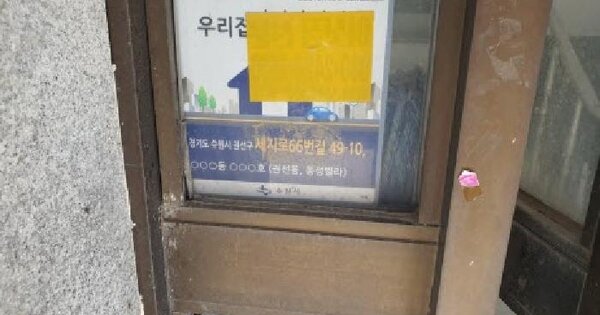 우리집
경기도 수원시 권선구 세지로66번길 49-10,
○○○동 ○○○호 (권선동, 동성빌라)
수원시